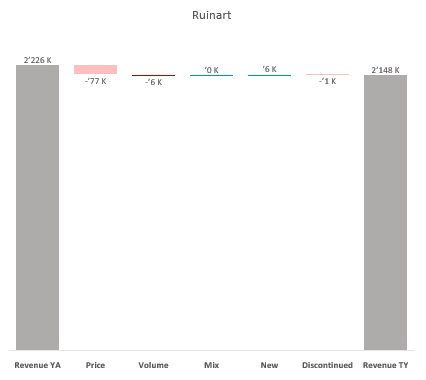 Ruinart
2’226 K
-’77 K
-’6 K
’0 K
’6 K
-’1 K
2’148 K
Revenue YA Price Volume Mix New Discontinued Revenue TY